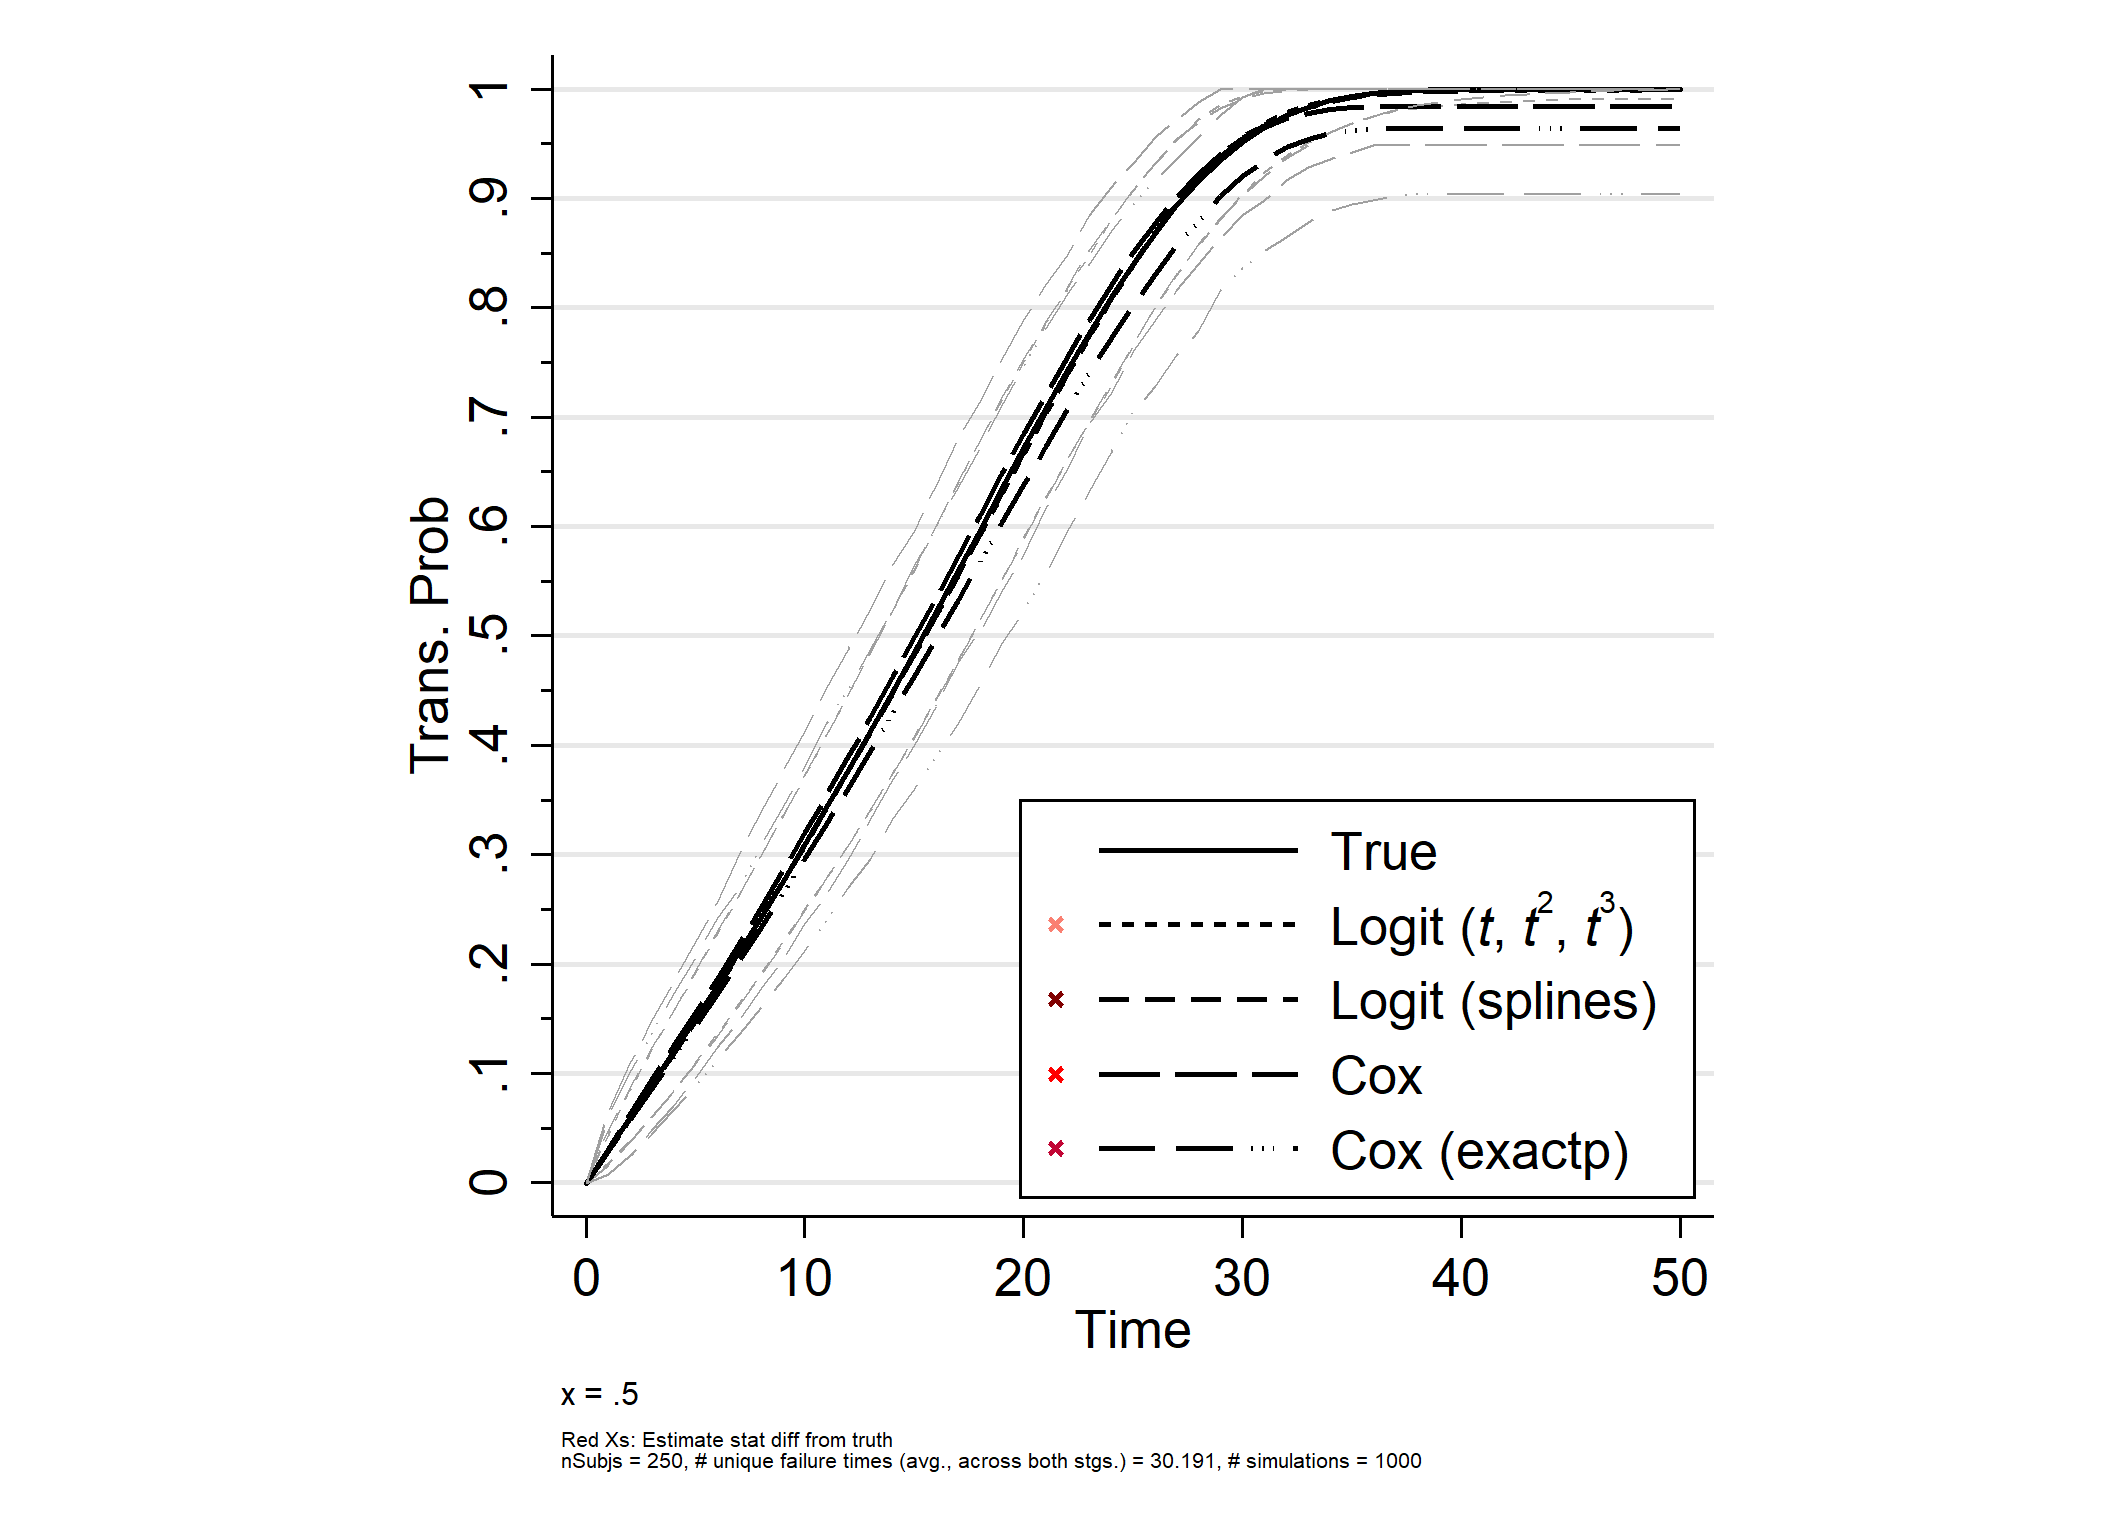 1
.9
.8
.7
.6
.5
.4
.3
.2
.1
0
Trans. Prob
True
Logit (t, t², t³)
Logit (splines)
Cox
Cox (exactp)
0 10 20 30 40 50
Time
x = .5
Red Xs: Estimate stat diff from truth
nSubjs = 250, # unique failure times (avg., across both stgs.) = 30.191, # simulations = 1000